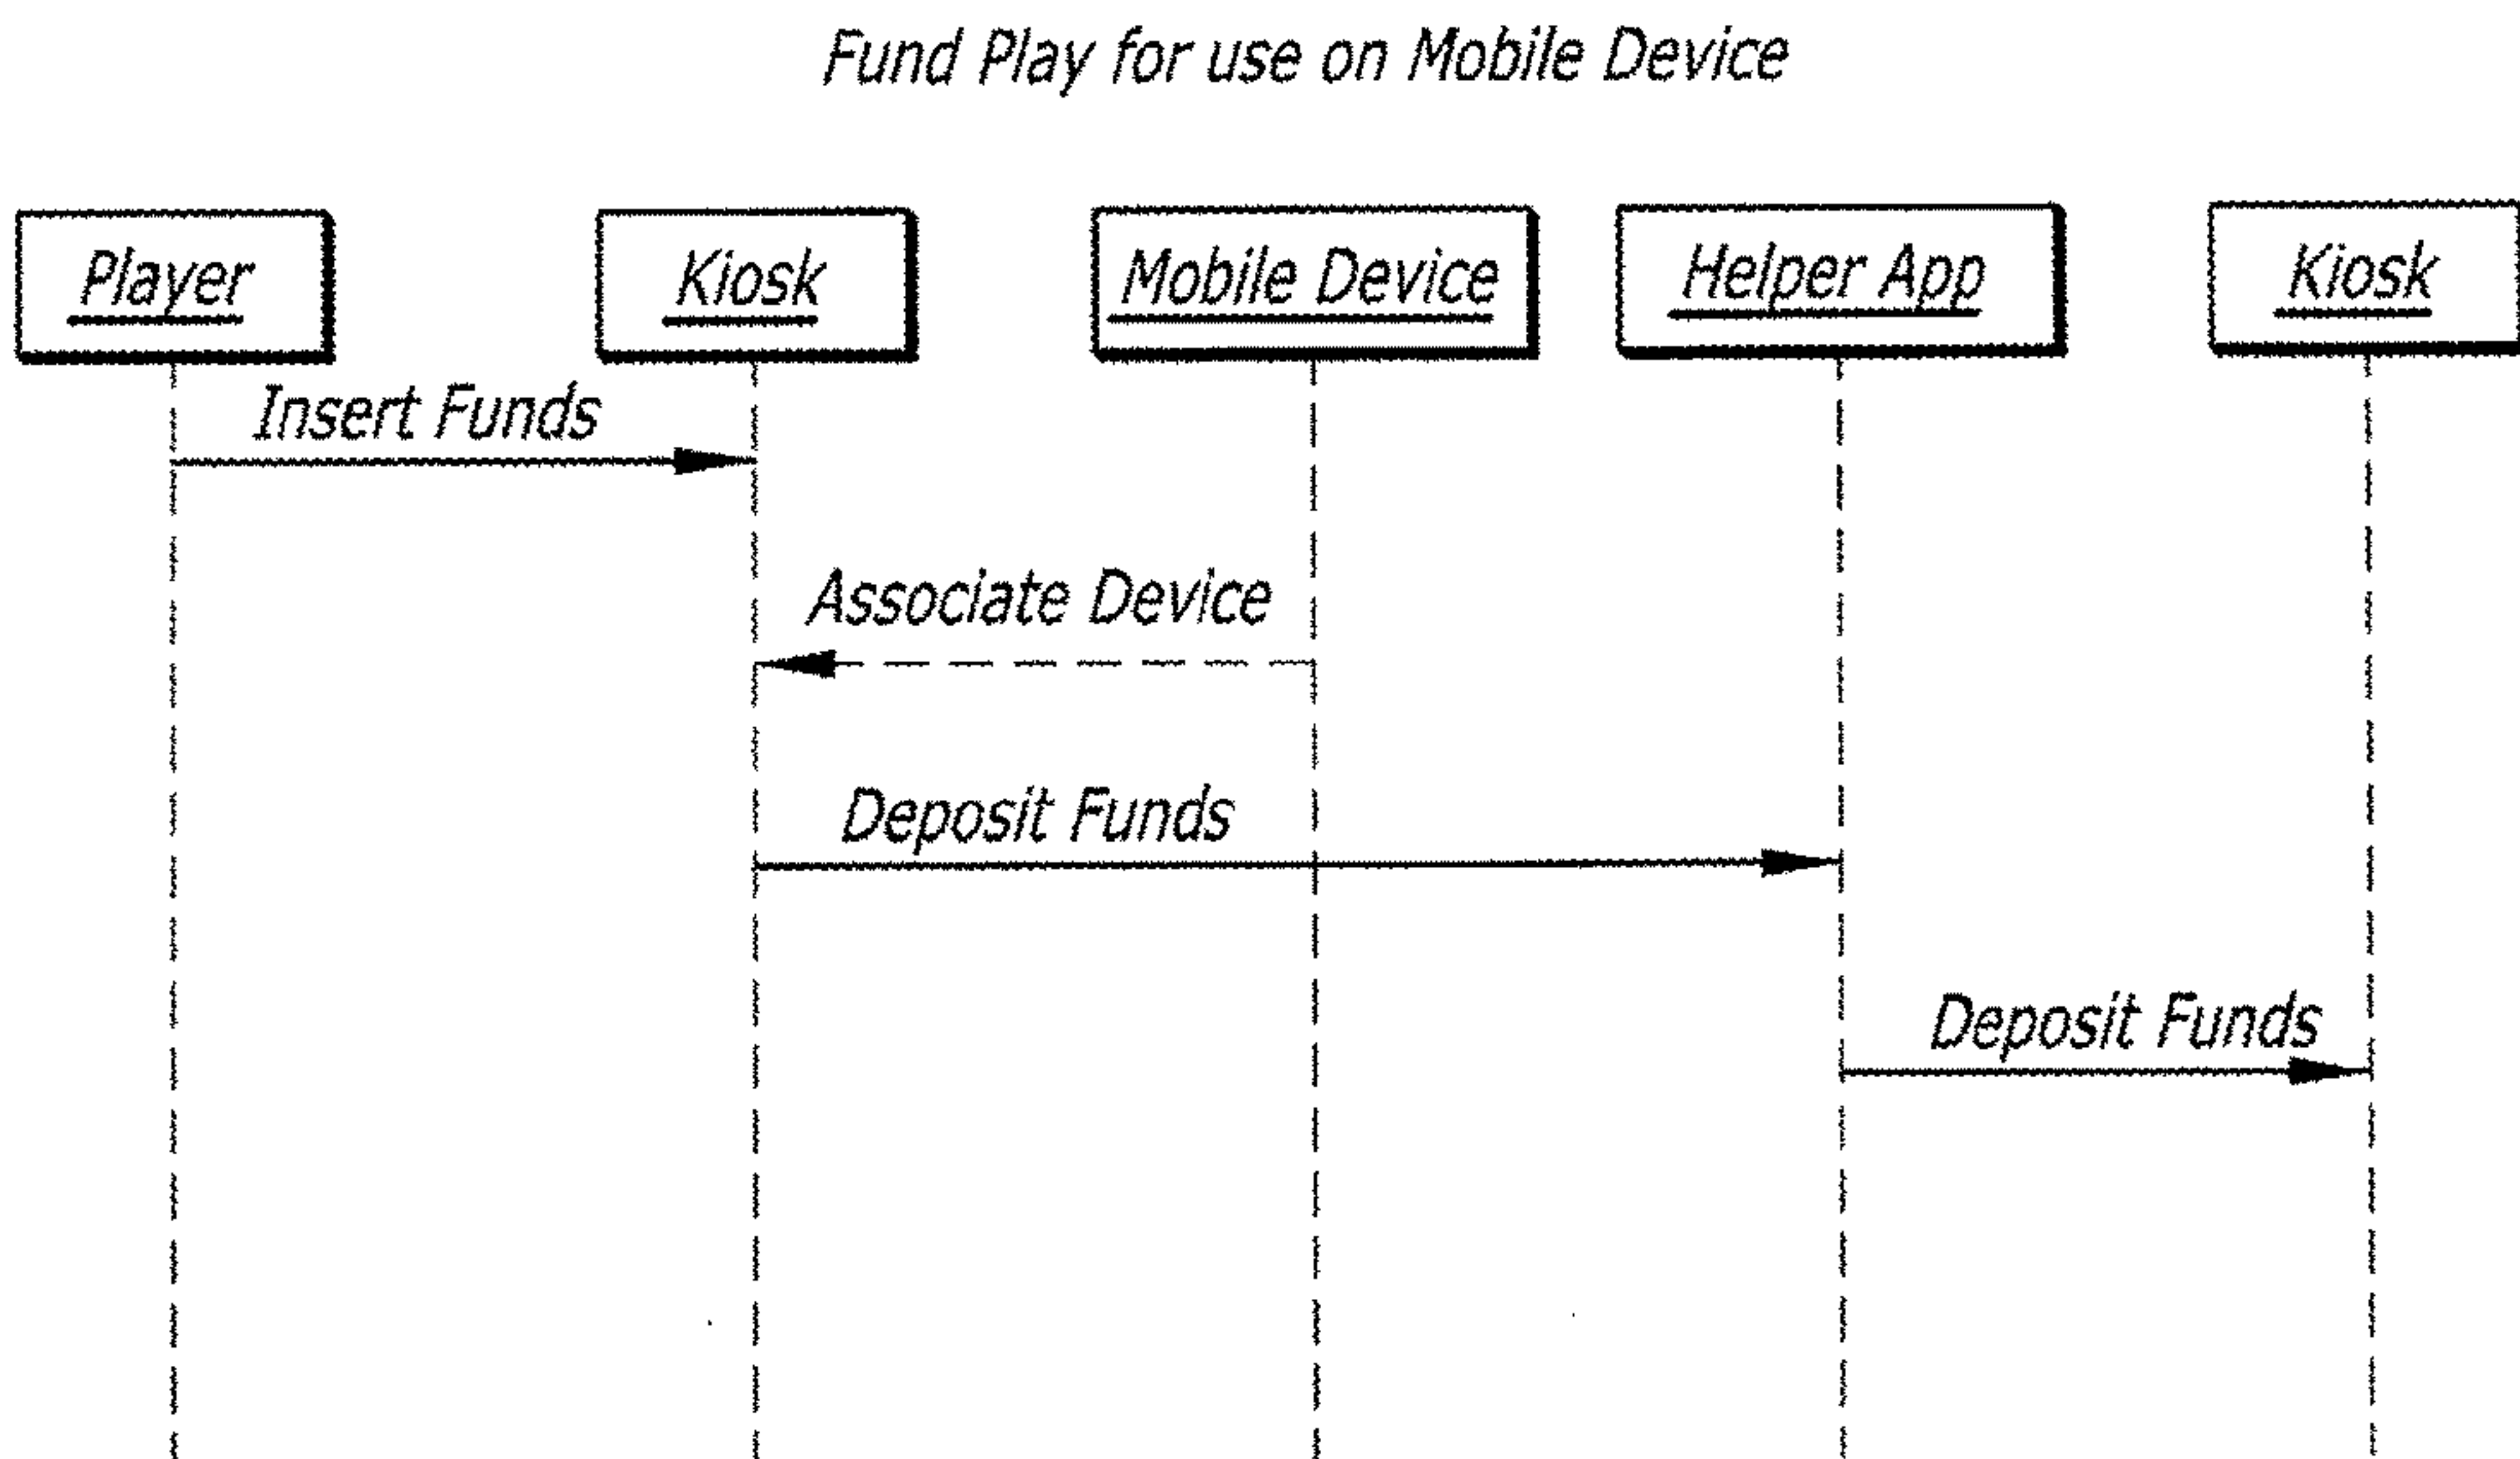 Fund Play for use on Mobile Device
Player
Kiosk
Mobile Device
Helper App
Kiosk
Insert Funds
Associate Device
Deposit Funds
Deposit Funds